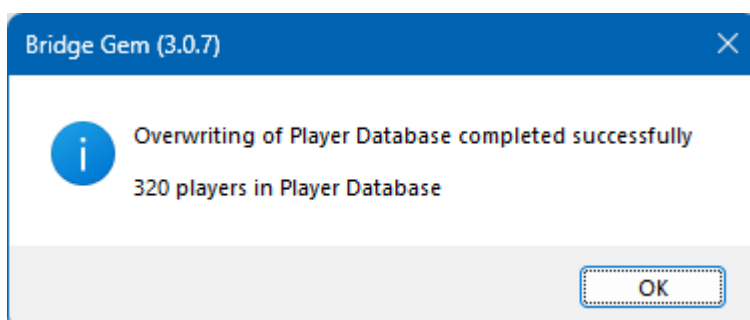 Bridge Gem (3.0.7)
Overwriting of Player Database completed successfully
320 players in Player Database
OK